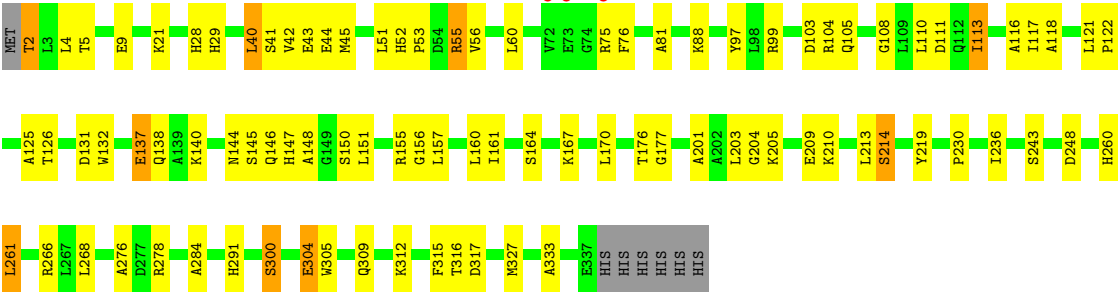 MET T2 L3 L4 T5 E9 K21 H28 H29 L40 S41 V42 E43 E44 M45 L51 H52 P53 D54 R55 V56 L60 V72 E73 G74 R75 F76 A81 K88 Y97 L98 R99 D103 R104 Q105 G108 L109 L110 D111 Q112 I113 A116 I117 A118 L121 P122
A125 T126 D131 W132 E137 Q138 A139 K140 N144 S145 Q146 H147 A148 G149 S150 L151 R155 G156 L157 L160 I161 S164 K167 L170 T176 G177 A201 A202 L203 G204 K205 E209 K210 L213 S214 Y219 P230 I236 S243 D248 H260
L261 R266 L267 L268 A276 D277 R278 A284 H291 S300 E304 W305 Q309 K312 F315 T316 D317 M327 A333 E337 HIS HIS HIS HIS HIS HIS